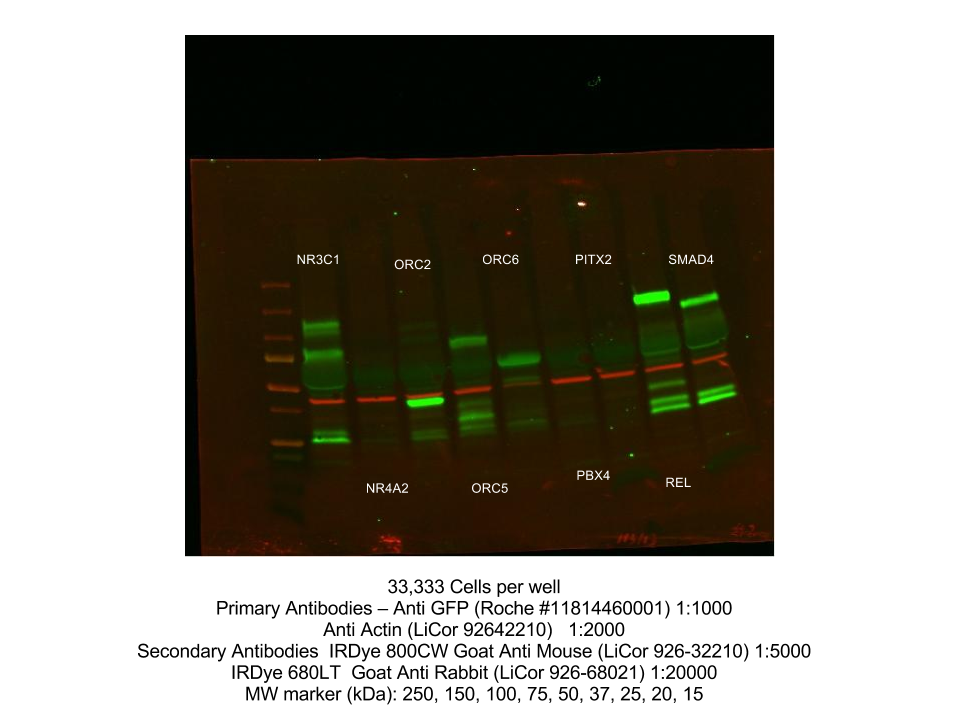 NR3C1
ORC2
ORC6
PITX2
SMAD4
NR4A2
ORC5
PBX4
REL
33,333 Cells per well
Primary Antibodies – Anti GFP (Roche #11814460001) 1:1000
Anti Actin (LiCor 92642210) 1:2000
Secondary Antibodies IRDye 800CW Goat Anti Mouse (LiCor 926-32210) 1:5000
IRDye 680LT Goat Anti Rabbit (LiCor 926-68021) 1:20000
MW marker (kDa): 250, 150, 100, 75, 50, 37, 25, 20, 15